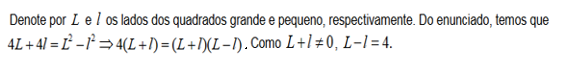 Denote por L e l os lados dos quadrados grande e pequeno, respectivamente. Do enunciado, temos que
4L+4l=L²−l²⇒4(L+l)=(L+l)(L−l). Como L+l≠0, L−l=4.